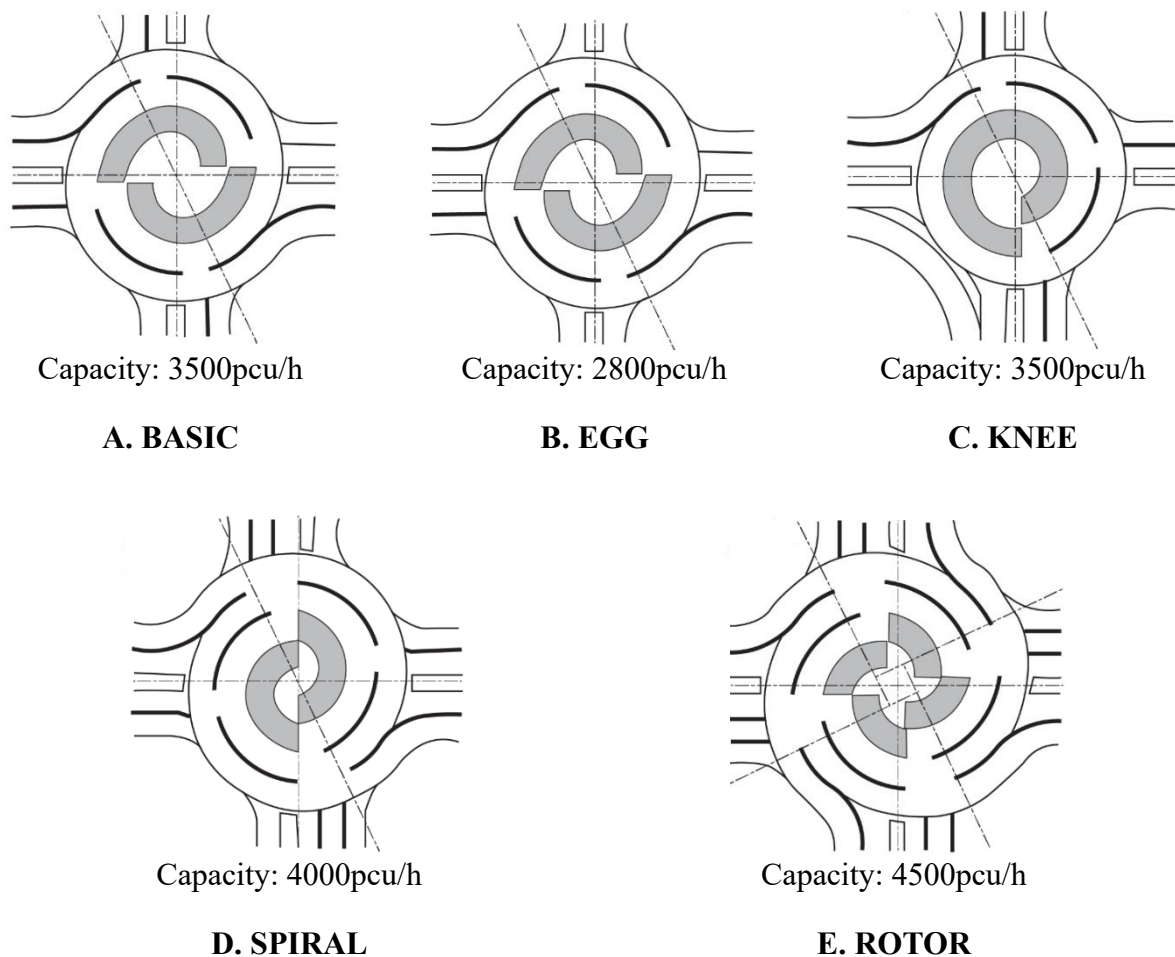 Capacity: 3500pcu/h
Capacity: 2800pcu/h
Capacity: 3500pcu/h
A. BASIC
B. EGG
C. KNEE
Capacity: 4000pcu/h
Capacity: 4500pcu/h
D. SPIRAL
E. ROTOR